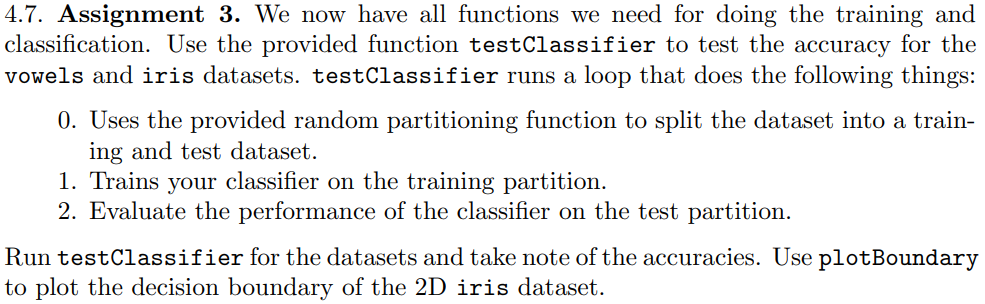 4.7. Assignment 3. We now have all functions we need for doing the training and
classification. Use the provided function testClassifier to test the accuracy for the
vowels and iris datasets. testClassifier runs a loop that does the following things:
0. Uses the provided random partitioning function to split the dataset into a train-
ing and test dataset.
1. Trains your classifier on the training partition.
2. Evaluate the performance of the classifier on the test partition.
Run testClassifier for the datasets and take note of the accuracies. Use plotBoundary
to plot the decision boundary of the 2D iris dataset.